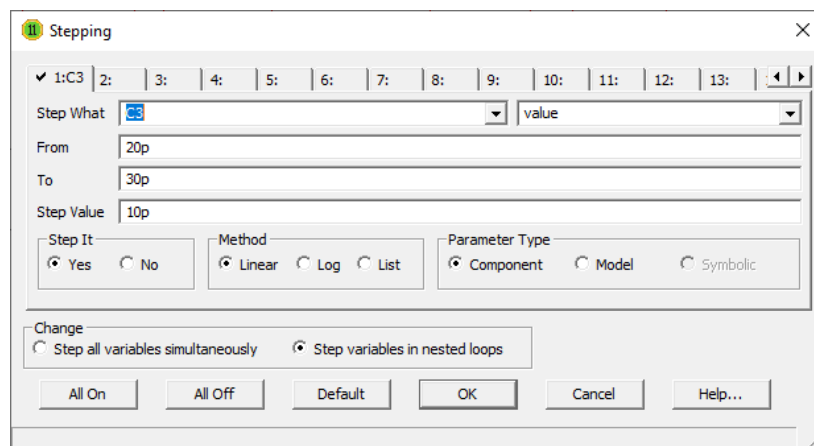 11 Stepping
1:C3 2: 3: 4: 5: 6: 7: 8: 9: 10: 11: 12: 13:
Step What C3 value
From 20p
To 30p
Step Value 10p
Step It Method Parameter Type
Yes No Linear Log List Component Model Symbolic
Change
Step all variables simultaneously Step variables in nested loops
All On All Off Default OK Cancel Help...